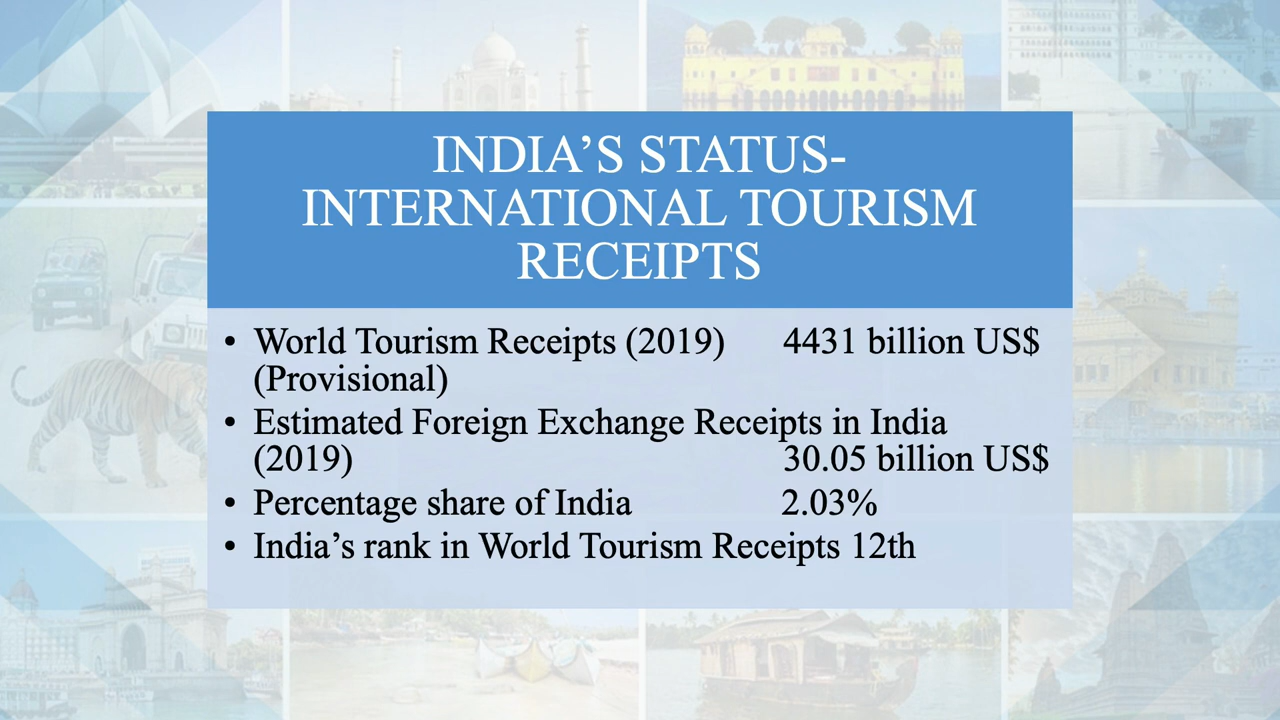 INDIA’S STATUS-
INTERNATIONAL TOURISM
RECEIPTS
• World Tourism Receipts (2019) 4431 billion US$
(Provisional)
• Estimated Foreign Exchange Receipts in India
(2019) 30.05 billion US$
• Percentage share of India 2.03%
• India’s rank in World Tourism Receipts 12th